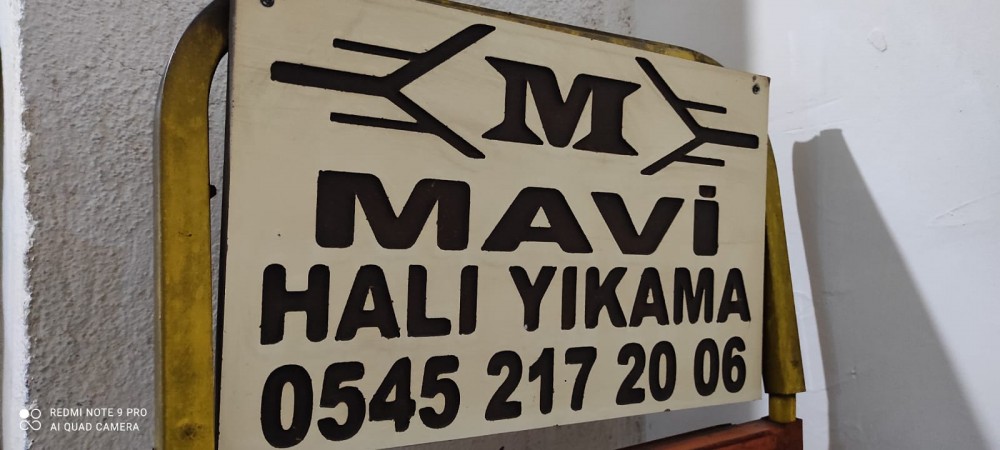 M
MAVİ
HALI YIKAMA
0545 217 20 06
REDMI NOTE 9 PRO
AI QUAD CAMERA